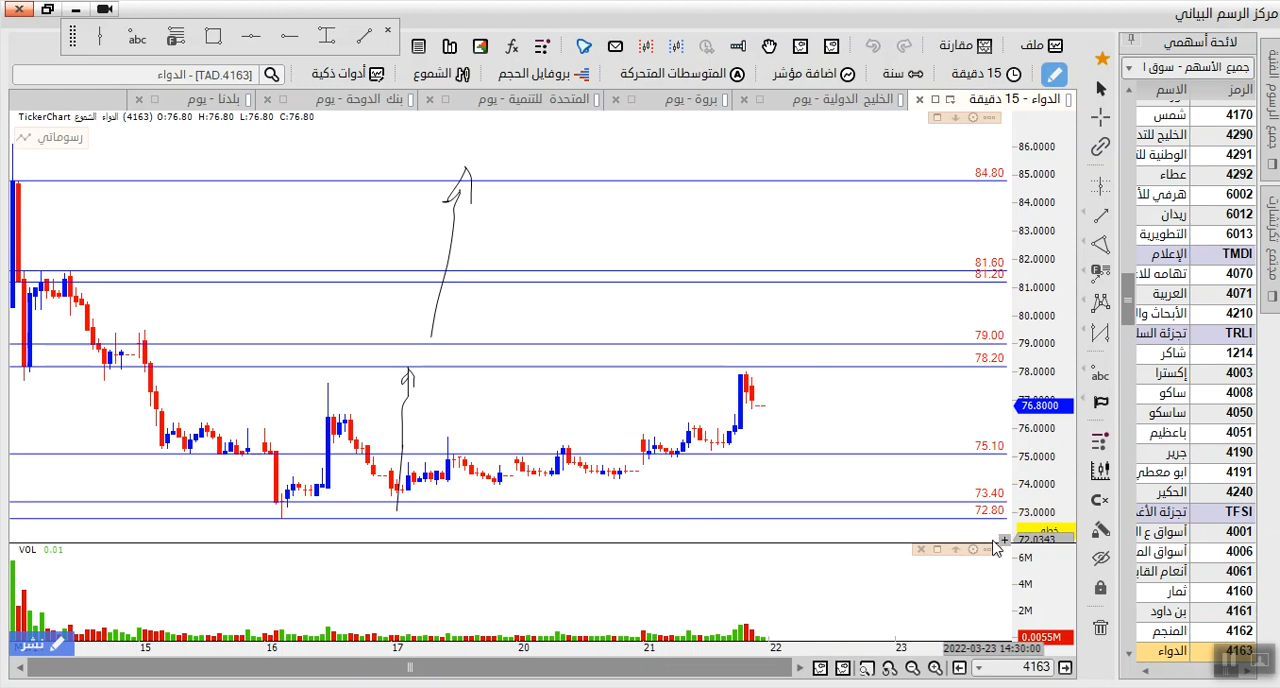 مركز الرسم البياني
abc
ملف
مقارنة
15 دقيقة
سنة
اضافة مؤشر
المتوسطات المتحركة
بروفايل الحجم
الشموع
أدوات ذكية
[TAD.4163] - الدواء
الدواء - 15 دقيقة
الخليج الدولية - يوم
بروة - يوم
المتحدة للتنمية - يوم
بنك الدوحة - يوم
بلدنا - يوم
TickerChart الدواء الشموع (4163) O:76.80 H:76.80 L:76.80 C:76.80
رسوماتي
84.80
81.60
81.20
79.00
78.20
75.10
73.40
72.80
86.0000
85.0000
84.0000
83.0000
82.0000
81.0000
80.0000
79.0000
78.0000
76.8000
76.0000
75.0000
74.0000
73.0000
72.0343
VOL 0.01
6M
4M
2M
0.0055M
نشر
15
16
17
20
21
22
23
2022-03-23 14:30:00
4163
abc
لائحة أسهمي
جميع الأسهم - سوق ا
الرمز الاسم
4170 شمس
4290 الخليج للتد
4291 الوطنية للت
4292 عطاء
6002 هرفي للأ
6012 ريدان
6013 التطويرية
TMDI الإعلام
4070 تهامه للاع
4071 العربية
4210 الأبحاث وال
TRLI تجزئة السل
1214 شاكر
4003 إكسترا
4008 ساكو
4050 ساسكو
4051 باعظيم
4190 جرير
4191 ابو معطي
4240 الحكير
TFSI تجزئة الأغ
4001 أسواق ع ال
4006 أسواق الم
4061 أنعام القاب
4160 ثمار
4161 بن داود
4162 المنجم
4163 الدواء